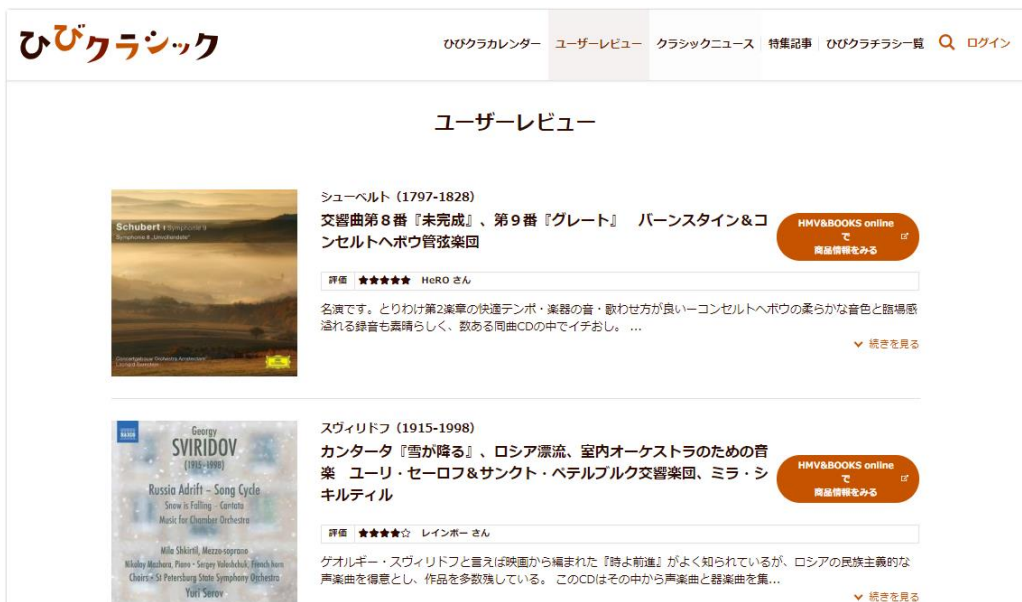 ひびクラシック
ひびクラカレンダー ユーザーレビュー クラシックニュース 特集記事 ひびクラチラシ一覧 ログイン
ユーザーレビュー
Schubert Symphonie 9
Symphonie 8 „Unvollendete"
Concertgebouw Orchestra Amsterdam
Leonard Bernstein
シューベルト（1797-1828）
交響曲第８番『未完成』、第９番『グレート』　バーンスタイン＆コ
ンセルトヘボウ管弦楽団
HMV&BOOKS online
で
商品情報をみる
評価 ★★★★★ HeRO さん
名演です。とりわけ第2楽章の快適テンポ・楽器の音・歌わせ方が良いーコンセルトヘボウの柔らかな音色と臨場感
溢れる録音も素晴らしく、数ある同曲CDの中でイチおし。 ...
続きを見る
NAXOS
Georgy
SVIRIDOV
(1915–1998)
Russia Adrift – Song Cycle
Snow is Falling – Cantata
Music for Chamber Orchestra
Mila Shkirtil, Mezzo-soprano
Nikolay Mazhara, Piano • Sergey Valeshchuk, French horn
Choirs • St Petersburg State Symphony Orchestra
Yuri Serov
スヴィリドフ（1915-1998）
カンタータ『雪が降る』、ロシア漂流、室内オーケストラのための音
楽　ユーリ・セーロフ＆サンクト・ペテルブルク交響楽団、ミラ・シ
キルティル
HMV&BOOKS online
で
商品情報をみる
評価 ★★★★☆ レインボー さん
ゲオルギー・スヴィリドフと言えば映画から編まれた『時よ前進』がよく知られているが、ロシアの民族主義的な
声楽曲を得意とし、作品を多数残している。 このCDはその中から声楽曲と器楽曲を集...
続きを見る